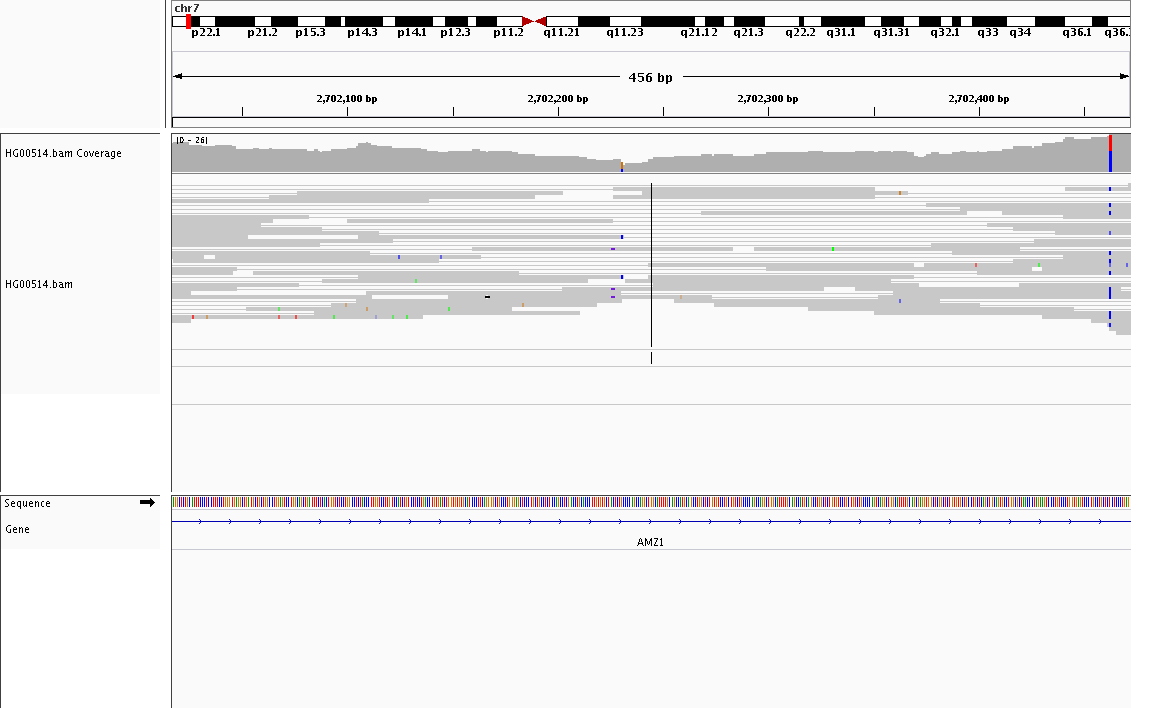 chr7
p22.1 p21.2 p15.3 p14.3 p14.1 p12.3 p11.2 q11.21 q11.23 q21.12 q21.3 q22.2 q31.1 q31.31 q32.1 q33 q34 q36.1 q36.
456 bp
2,702,100 bp 2,702,200 bp 2,702,300 bp 2,702,400 bp
HG00514.bam Coverage
[0 - 26]
HG00514.bam
Sequence
Gene
AMZ1